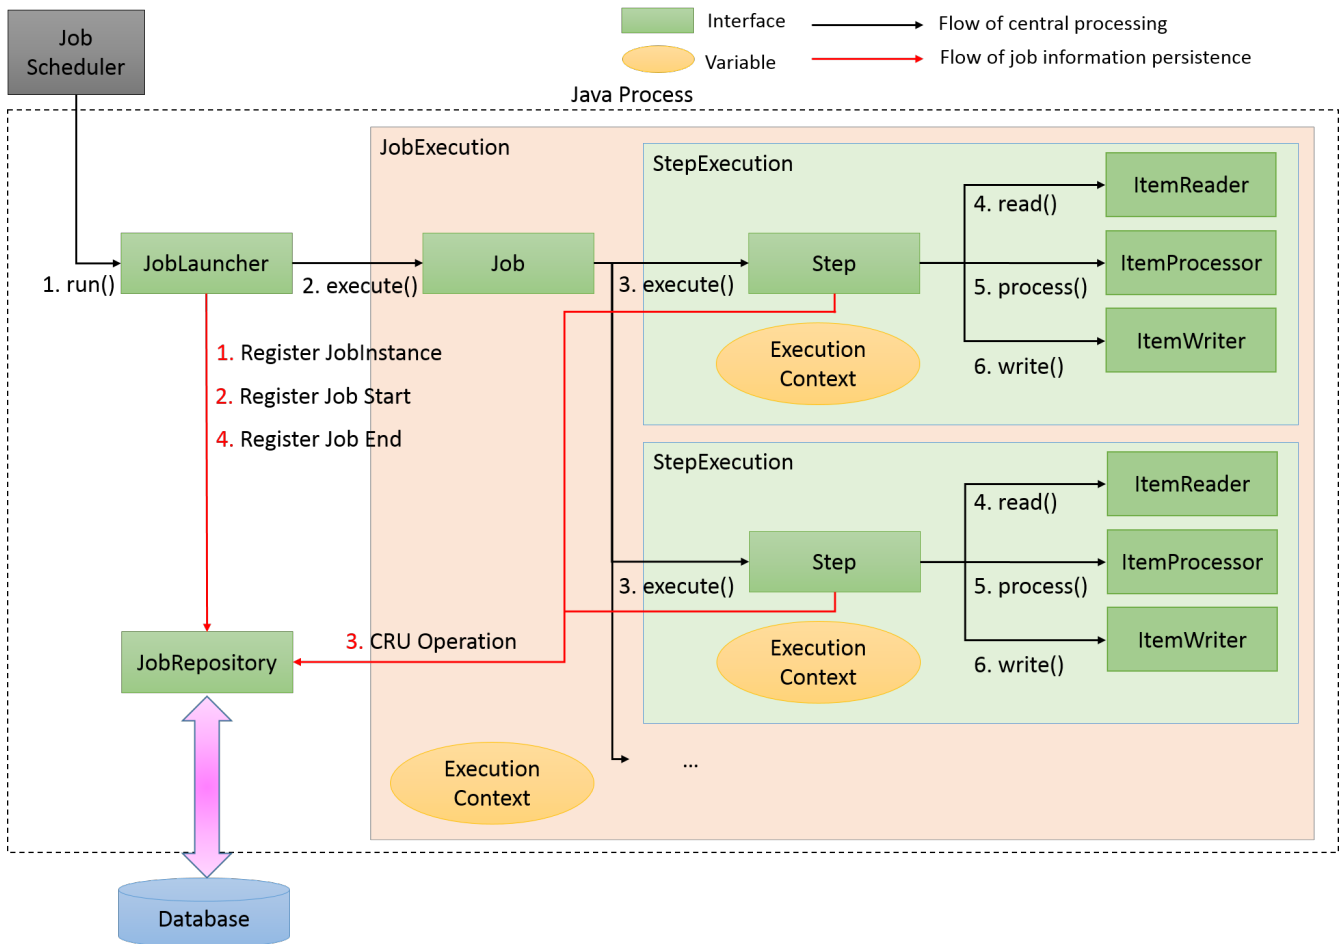 Job
Scheduler
Interface
Flow of central processing
Variable
Flow of job information persistence
Java Process
JobExecution
StepExecution
ItemReader
4. read()
JobLauncher
Job
Step
ItemProcessor
1. run()
2. execute()
3. execute()
5. process()
ItemWriter
6. write()
Execution
Context
1. Register JobInstance
2. Register Job Start
4. Register Job End
StepExecution
ItemReader
4. read()
Step
ItemProcessor
3. execute()
5. process()
ItemWriter
6. write()
Execution
Context
3. CRU Operation
JobRepository
...
Execution
Context
Database